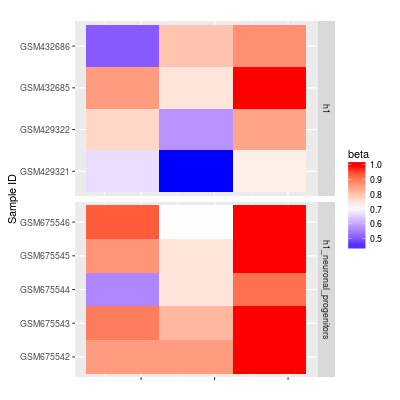 GSM432686
GSM432685
GSM429322
GSM429321
h1
GSM675546
GSM675545
GSM675544
GSM675543
GSM675542
h1_neuronal_progenitors
Sample ID
beta
1.0
0.9
0.8
0.7
0.6
0.5